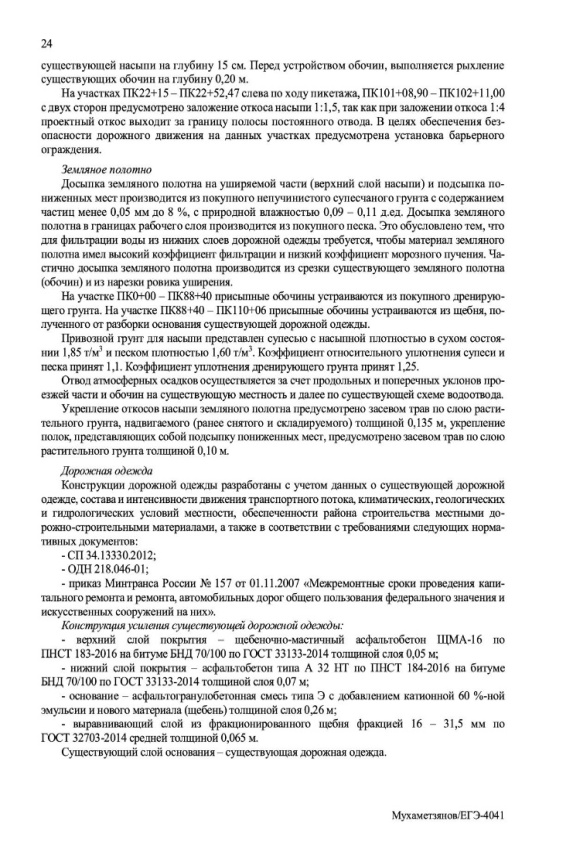 24
существующей насыпи на глубину 15 см. Перед устройством обочин, выполняется рыхление
существующих обочин на глубину 0,20 м.
На участках ПК22+15 – ПК22+52,47 слева по ходу пикетажа, ПК101+08,90 – ПК102+11,00
с двух сторон предусмотрено заложение откоса насыпи 1:1,5, так как при заложении откоса 1:4
проектный откос выходит за границу полосы постоянного отвода. В целях обеспечения без-
опасности дорожного движения на данных участках предусмотрена установка барьерного
ограждения.
Земляное полотно
Досыпка земляного полотна на уширяемой части (верхний слой насыпи) и подсыпка по-
ниженных мест производится из покупного непучинистого супесчаного грунта с содержанием
частиц менее 0,05 мм до 8 %, с природной влажностью 0,09 – 0,11 д.ед. Досыпка земляного
полотна в границах рабочего слоя производится из покупного песка. Это обусловлено тем, что
для фильтрации воды из нижних слоев дорожной одежды требуется, чтобы материал земляного
полотна имел высокий коэффициент фильтрации и низкий коэффициент морозного пучения. Ча-
стично досыпка земляного полотна производится из срезки существующего земляного полотна
(обочин) и из нарезки ровика уширения.
На участке ПК0+00 – ПК88+40 присыпные обочины устраиваются из покупного дренирую-
щего грунта. На участке ПК88+40 – ПК110+06 присыпные обочины устраиваются из щебня, по-
лученного от разборки основания существующей дорожной одежды.
Привозной грунт для насыпи представлен супесью с насыпной плотностью в сухом состоя-
нии 1,85 т/м³ и песком плотностью 1,60 т/м³. Коэффициент относительного уплотнения супеси и
песка принят 1,1. Коэффициент уплотнения дренирующего грунта принят 1,25.
Отвод атмосферных осадков осуществляется за счет продольных и поперечных уклонов про-
езжей части и обочин на существующую местность и далее по существующей схеме водоотвода.
Укрепление откосов насыпи земляного полотна предусмотрено засевом трав по слою расти-
тельного грунта, надвигаемого (ранее снятого и складируемого) толщиной 0,135 м, укрепление
полок, представляющих собой подсыпку пониженных мест, предусмотрено засевом трав по слою
растительного грунта толщиной 0,10 м.
Дорожная одежда
Конструкции дорожной одежды разработаны с учетом данных о существующей дорожной
одежде, состава и интенсивности движения транспортного потока, климатических, геологических
и гидрологических условий местности, обеспеченности района строительства местными до-
рожно-строительными материалами, а также в соответствии с требованиями следующих норма-
тивных документов:
- СП 34.13330.2012;
- ОДН 218.046-01;
- приказ Минтранса России № 157 от 01.11.2007 «Межремонтные сроки проведения капи-
тального ремонта и ремонта, автомобильных дорог общего пользования федерального значения и
искусственных сооружений на них».
Конструкция усиления существующей дорожной одежды:
- верхний слой покрытия – щебеночно-мастичный асфальтобетон ЩМА-16 по
ПНСТ 183-2016 на битуме БНД 70/100 по ГОСТ 33133-2014 толщиной слоя 0,05 м;
- нижний слой покрытия – асфальтобетон типа А 32 НТ по ПНСТ 184-2016 на битуме
БНД 70/100 по ГОСТ 33133-2014 толщиной слоя 0,07 м;
- основание – асфальтогранулобетонная смесь типа Э с добавлением катионной 60 %-ной
эмульсии и нового материала (щебень) толщиной слоя 0,26 м;
- выравнивающий слой из фракционированного щебня фракцией 16 – 31,5 мм по
ГОСТ 32703-2014 средней толщиной 0,065 м.
Существующий слой основания – существующая дорожная одежда.
Мухаметзянов/ЕГЭ-4041